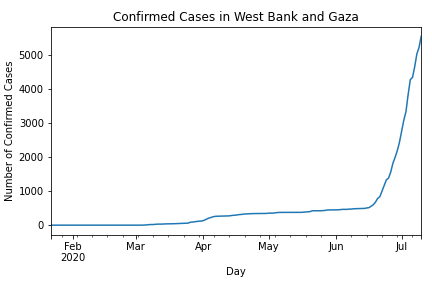 Confirmed Cases in West Bank and Gaza
Number of Confirmed Cases
5000
4000
3000
2000
1000
0
Feb Mar Apr May Jun Jul
2020
Day